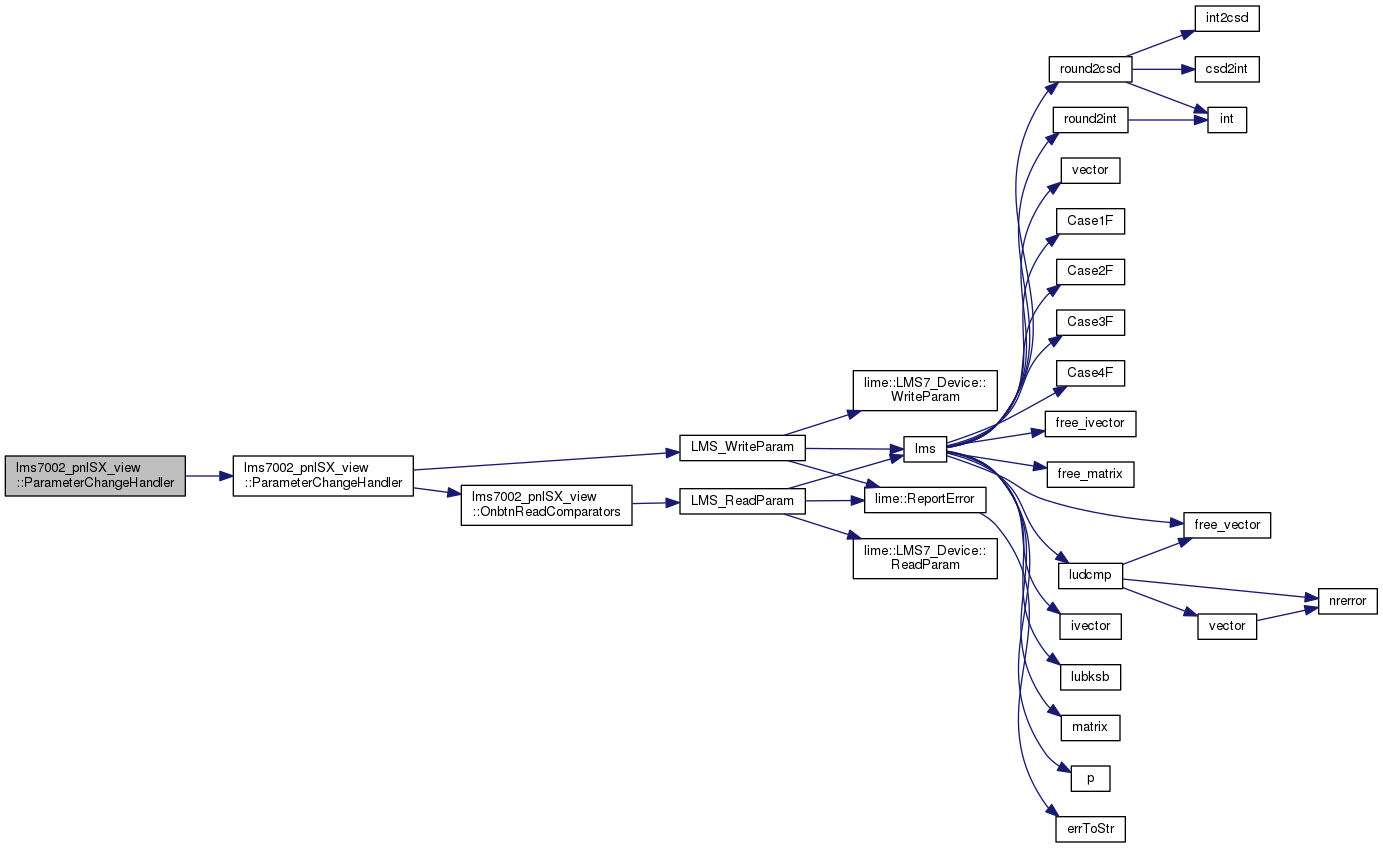 lms7002_pnlSX_view
::ParameterChangeHandler
lms7002_pnlSX_view
::ParameterChangeHandler
lms7002_pnlSX_view
::OnbtnReadComparators
LMS_WriteParam
LMS_ReadParam
lime::LMS7_Device::
WriteParam
lms
lime::ReportError
lime::LMS7_Device::
ReadParam
int2csd
round2csd
csd2int
round2int
int
vector
Case1F
Case2F
Case3F
Case4F
free_ivector
free_matrix
free_vector
ludcmp
nrerror
ivector
vector
lubksb
matrix
p
errToStr